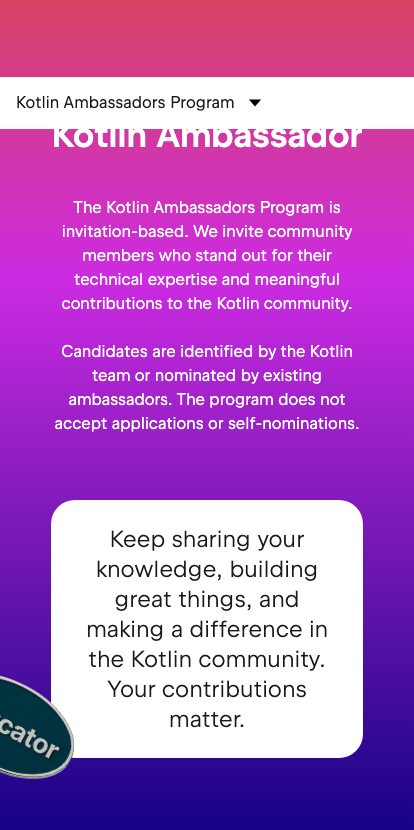 Kotlin Ambassadors Program
Kotlin Ambassador
The Kotlin Ambassadors Program is
invitation-based. We invite community
members who stand out for their
technical expertise and meaningful
contributions to the Kotlin community.
Candidates are identified by the Kotlin
team or nominated by existing
ambassadors. The program does not
accept applications or self-nominations.
Keep sharing your
knowledge, building
great things, and
making a difference in
the Kotlin community.
Your contributions
matter.